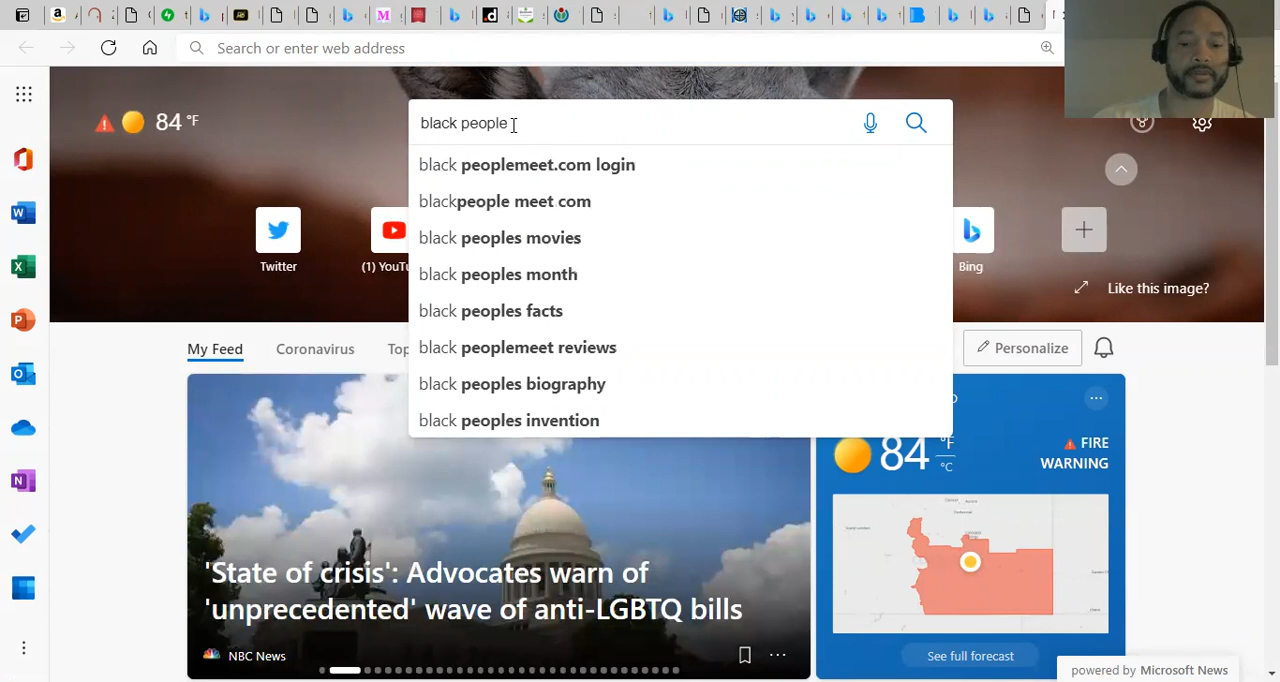 Search or enter web address
84 °F
black people
black peoplemeet.com login
blackpeople meet com
black peoples movies
black peoples month
black peoples facts
black peoplemeet reviews
black peoples biography
black peoples invention
Twitter
Bing
Like this image?
My Feed
Coronavirus
Personalize
'State of crisis': Advocates warn of
'unprecedented' wave of anti-LGBTQ bills
NBC News
84 °F
°C
FIRE
WARNING
See full forecast
powered by Microsoft News